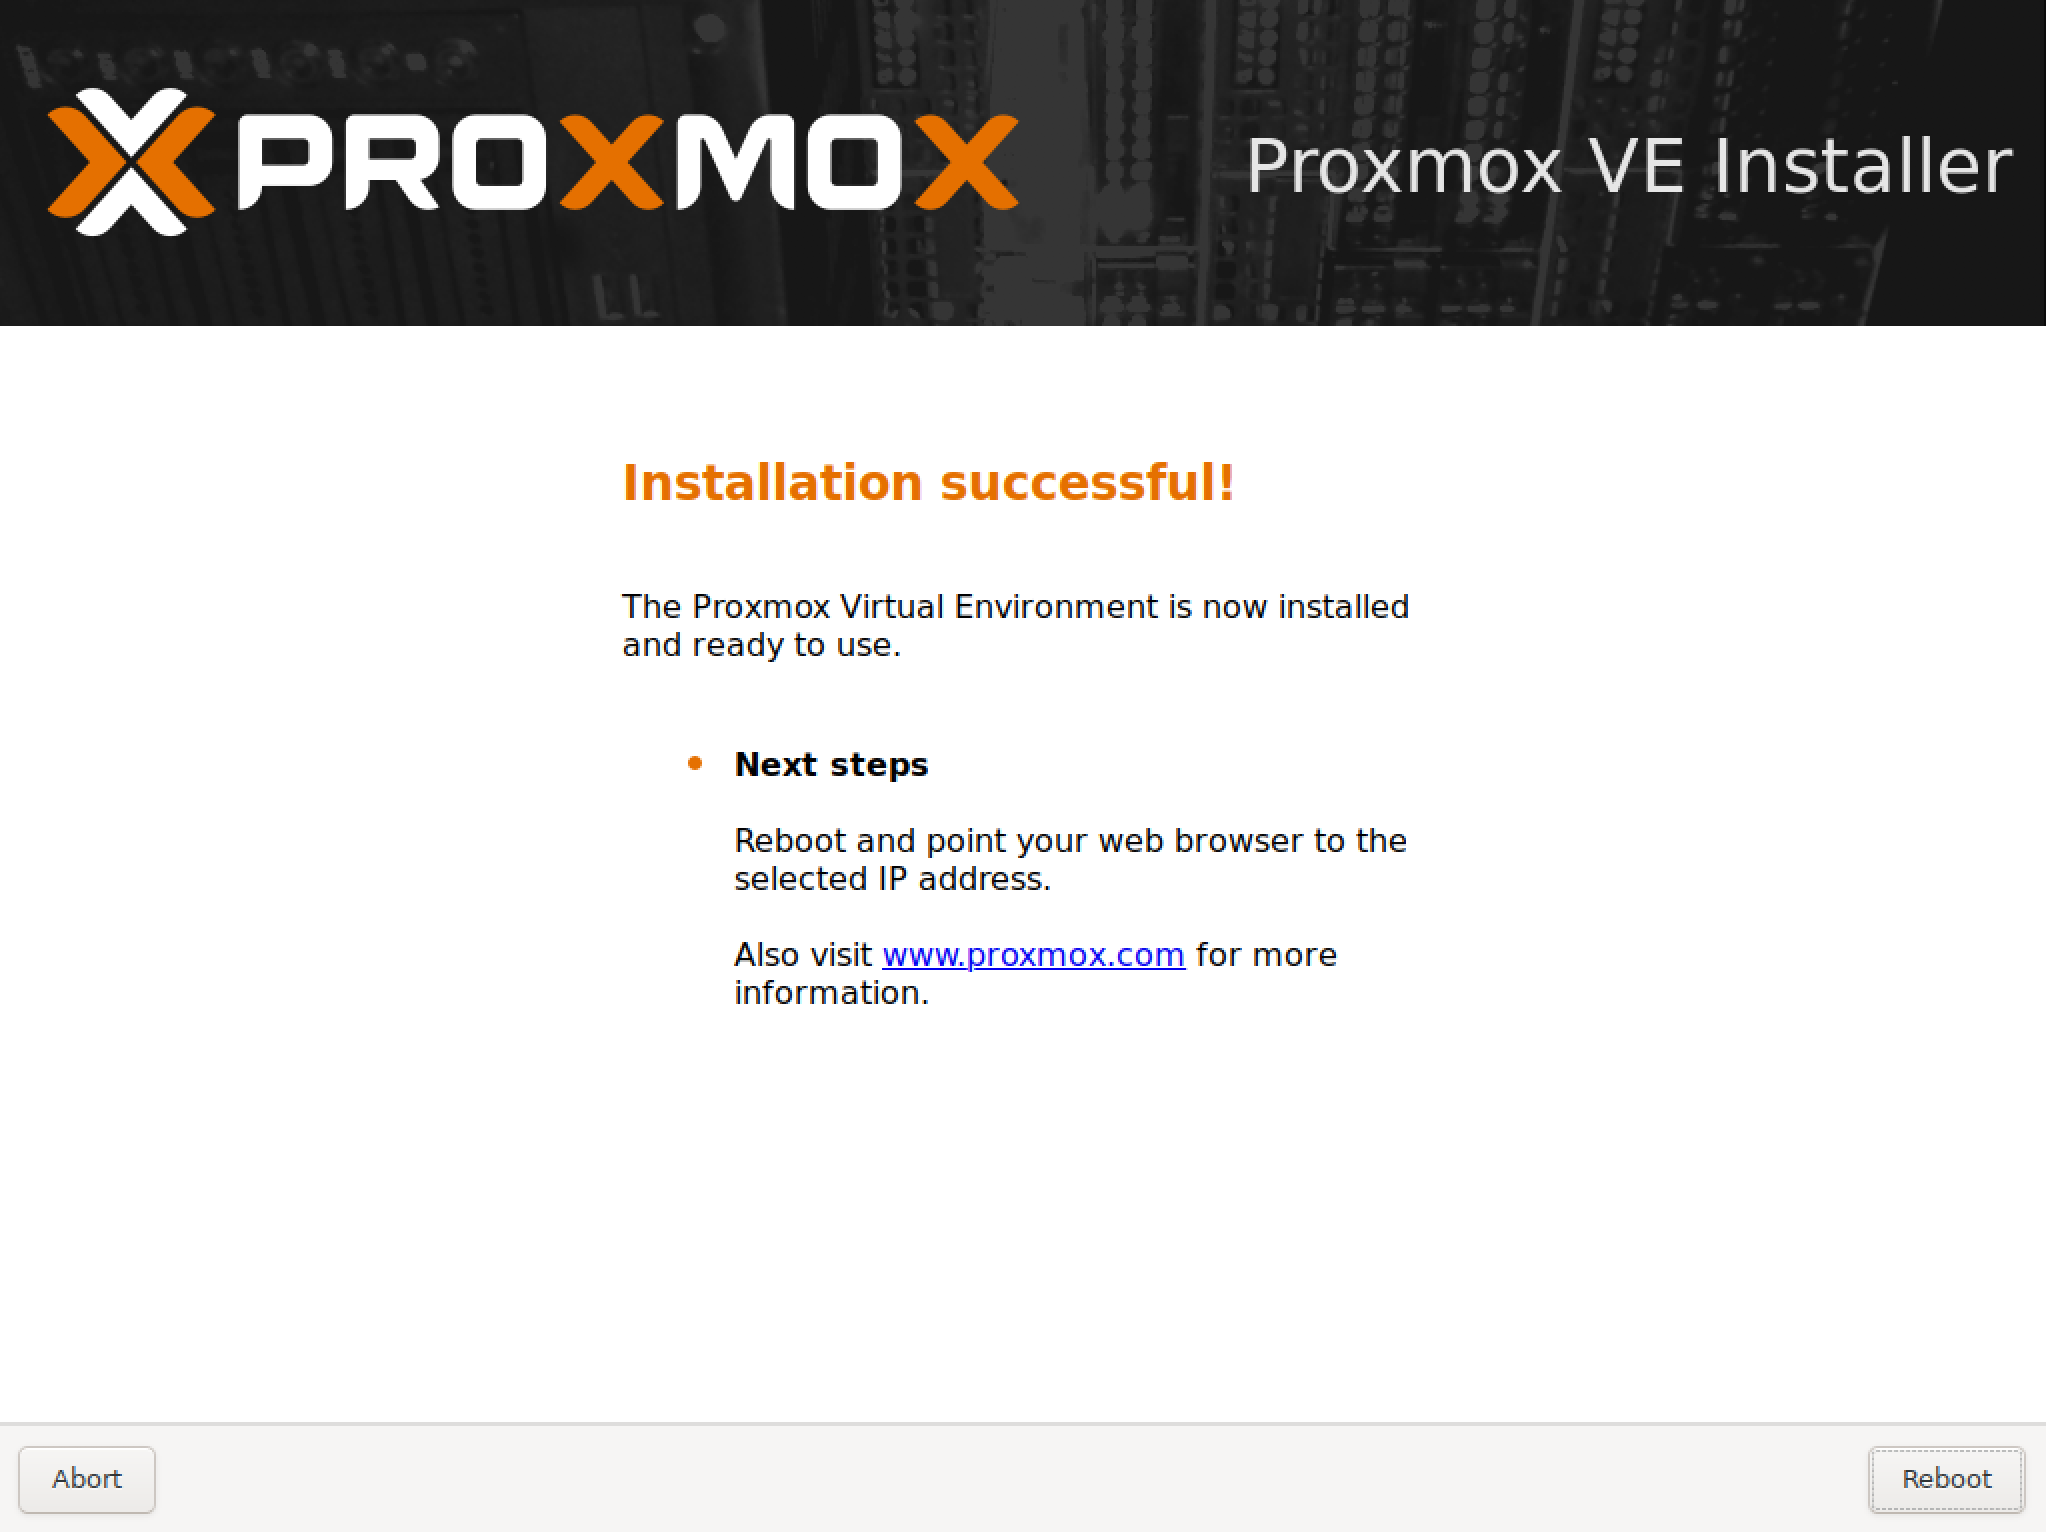 PROXMOX
Proxmox VE Installer
Installation successful!
The Proxmox Virtual Environment is now installed
and ready to use.
Next steps
Reboot and point your web browser to the
selected IP address.
Also visit www.proxmox.com for more
information.
Abort
Reboot